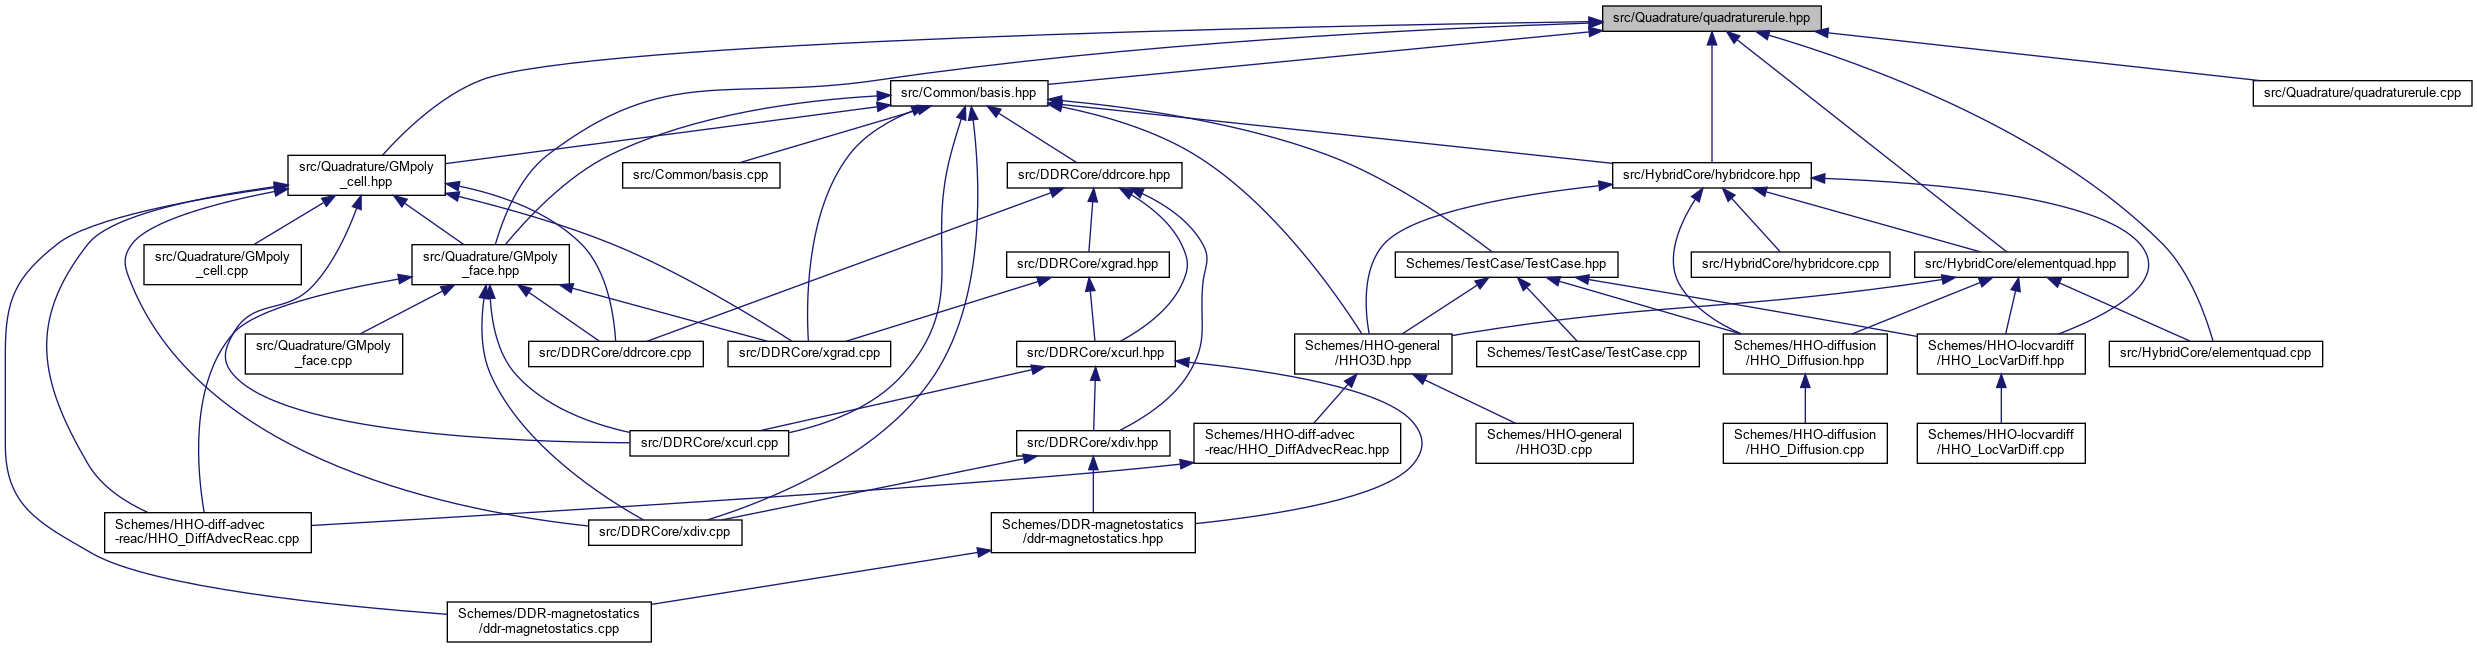 src/Quadrature/quadraturerule.hpp
src/Common/basis.hpp
src/Quadrature/quadraturerule.cpp
src/Quadrature/GMpoly
_cell.hpp
src/Common/basis.cpp
src/DDRCore/ddrcore.hpp
src/HybridCore/hybridcore.hpp
src/Quadrature/GMpoly
_cell.cpp
src/Quadrature/GMpoly
_face.hpp
src/DDRCore/xgrad.hpp
Schemes/TestCase/TestCase.hpp
src/HybridCore/hybridcore.cpp
src/HybridCore/elementquad.hpp
src/Quadrature/GMpoly
_face.cpp
src/DDRCore/ddrcore.cpp
src/DDRCore/xgrad.cpp
src/DDRCore/xcurl.hpp
Schemes/HHO-general
/HHO3D.hpp
Schemes/TestCase/TestCase.cpp
Schemes/HHO-diffusion
/HHO_Diffusion.hpp
Schemes/HHO-locvardiff
/HHO_LocVarDiff.hpp
src/HybridCore/elementquad.cpp
src/DDRCore/xcurl.cpp
src/DDRCore/xdiv.hpp
Schemes/HHO-diff-advec
-reac/HHO_DiffAdvecReac.hpp
Schemes/HHO-general
/HHO3D.cpp
Schemes/HHO-diffusion
/HHO_Diffusion.cpp
Schemes/HHO-locvardiff
/HHO_LocVarDiff.cpp
Schemes/HHO-diff-advec
-reac/HHO_DiffAdvecReac.cpp
src/DDRCore/xdiv.cpp
Schemes/DDR-magnetostatics
/ddr-magnetostatics.hpp
Schemes/DDR-magnetostatics
/ddr-magnetostatics.cpp